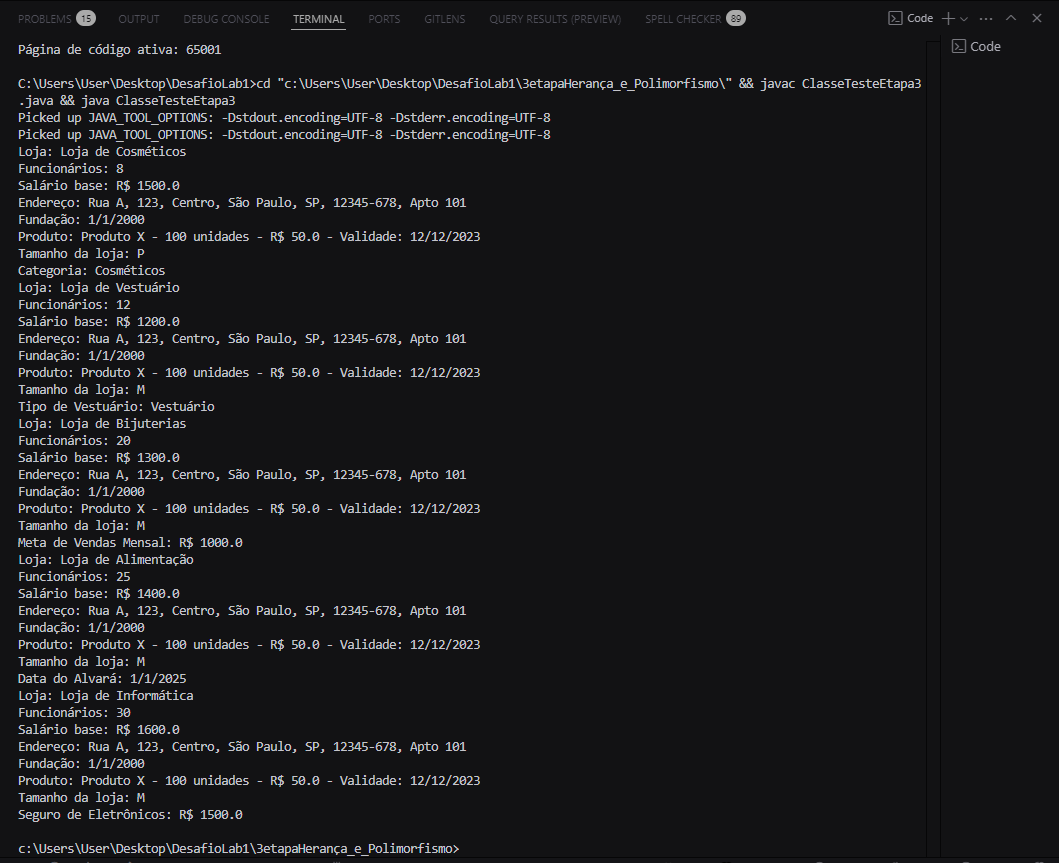 PROBLEMS 15 OUTPUT DEBUG CONSOLE TERMINAL PORTS GITLENS QUERY RESULTS (PREVIEW) SPELL CHECKER 89 Code
Code
Página de código ativa: 65001
C:\Users\User\Desktop\DesafioLab1>cd "c:\Users\User\Desktop\DesafioLab1\3etapaHerança_e_Polimorfismo\" && javac ClasseTesteEtapa3
.java && java ClasseTesteEtapa3
Picked up JAVA_TOOL_OPTIONS: -Dstdout.encoding=UTF-8 -Dstderr.encoding=UTF-8
Picked up JAVA_TOOL_OPTIONS: -Dstdout.encoding=UTF-8 -Dstderr.encoding=UTF-8
Loja: Loja de Cosméticos
Funcionários: 8
Salário base: R$ 1500.0
Endereço: Rua A, 123, Centro, São Paulo, SP, 12345-678, Apto 101
Fundação: 1/1/2000
Produto: Produto X - 100 unidades - R$ 50.0 - Validade: 12/12/2023
Tamanho da loja: P
Categoria: Cosméticos
Loja: Loja de Vestuário
Funcionários: 12
Salário base: R$ 1200.0
Endereço: Rua A, 123, Centro, São Paulo, SP, 12345-678, Apto 101
Fundação: 1/1/2000
Produto: Produto X - 100 unidades - R$ 50.0 - Validade: 12/12/2023
Tamanho da loja: M
Tipo de Vestuário: Vestuário
Loja: Loja de Bijuterias
Funcionários: 20
Salário base: R$ 1300.0
Endereço: Rua A, 123, Centro, São Paulo, SP, 12345-678, Apto 101
Fundação: 1/1/2000
Produto: Produto X - 100 unidades - R$ 50.0 - Validade: 12/12/2023
Tamanho da loja: M
Meta de Vendas Mensal: R$ 1000.0
Loja: Loja de Alimentação
Funcionários: 25
Salário base: R$ 1400.0
Endereço: Rua A, 123, Centro, São Paulo, SP, 12345-678, Apto 101
Fundação: 1/1/2000
Produto: Produto X - 100 unidades - R$ 50.0 - Validade: 12/12/2023
Tamanho da loja: M
Data do Alvará: 1/1/2025
Loja: Loja de Informática
Funcionários: 30
Salário base: R$ 1600.0
Endereço: Rua A, 123, Centro, São Paulo, SP, 12345-678, Apto 101
Fundação: 1/1/2000
Produto: Produto X - 100 unidades - R$ 50.0 - Validade: 12/12/2023
Tamanho da loja: M
Seguro de Eletrônicos: R$ 1500.0
c:\Users\User\Desktop\DesafioLab1\3etapaHerança_e_Polimorfismo>